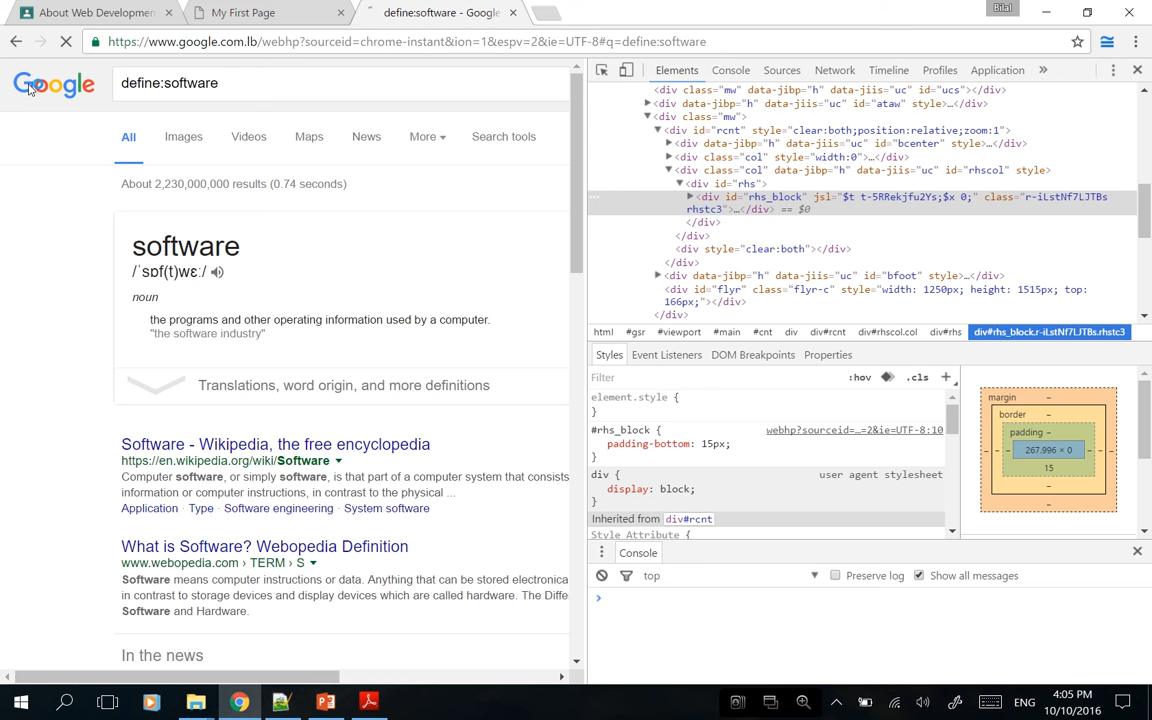 About Web Developmen
My First Page
define:software - Google
Bilal
https://www.google.com.lb/webhp?sourceid=chrome-instant&ion=1&espv=2&ie=UTF-8#q=define:software
Google
define:software
All Images Videos Maps News More Search tools
About 2,230,000,000 results (0.74 seconds)
software
/ˈsɒf(t)wɛː/
noun
the programs and other operating information used by a computer.
"the software industry"
Translations, word origin, and more definitions
Software - Wikipedia, the free encyclopedia
https://en.wikipedia.org/wiki/Software
Computer software, or simply software, is that part of a computer system that consists
information or computer instructions, in contrast to the physical ...
Application · Type · Software engineering · System software
What is Software? Webopedia Definition
www.webopedia.com › TERM › S
Software means computer instructions or data. Anything that can be stored electronica
in contrast to storage devices and display devices which are called hardware. The Diffe
Software and Hardware.
In the news
Elements Console Sources Network Timeline Profiles Application »
<div class="mw" data-jibp="h" data-jiis="uc" id="ucs"></div>
<div data-jibp="h" data-jiis="uc" id="ataw" style>…</div>
<div class="mw">
<div id="rcnt" style="clear:both;position:relative;zoom:1">
<div data-jibp="h" data-jiis="uc" id="bcenter" style>…</div>
<div class="col" style="width:0">…</div>
<div class="col" data-jibp="h" data-jiis="uc" id="rhscol" style>
<div id="rhs">
<div id="rhs_block" jsl="$t t-5RRekjfu2Ys;$x 0;" class="r-iLstNf7LJTBs
rhstc3">…</div> == $0
</div>
</div>
<div style="clear:both"></div>
</div>
<div data-jibp="h" data-jiis="uc" id="bfoot" style>…</div>
<div id="flyr" class="flyr-c" style="width: 1250px; height: 1515px; top:
166px;"></div>
</div>
html #gsr #viewport #main #cnt div div#rcnt div#rhscol.col div#rhs div#rhs_block.r-iLstNf7LJTBs.rhstc3
Styles Event Listeners DOM Breakpoints Properties
Filter :hov .cls +
element.style {
}
#rhs_block { webhp?sourceid=…=2&ie=UTF-8:10
padding-bottom: 15px;
}
div { user agent stylesheet
display: block;
}
Inherited from div#rcnt
Style Attribute {
margin –
border –
padding –
– – – 267.996 × 0 – – –
15
–
–
Console
top Preserve log Show all messages
ENG
4:05 PM
10/10/2016